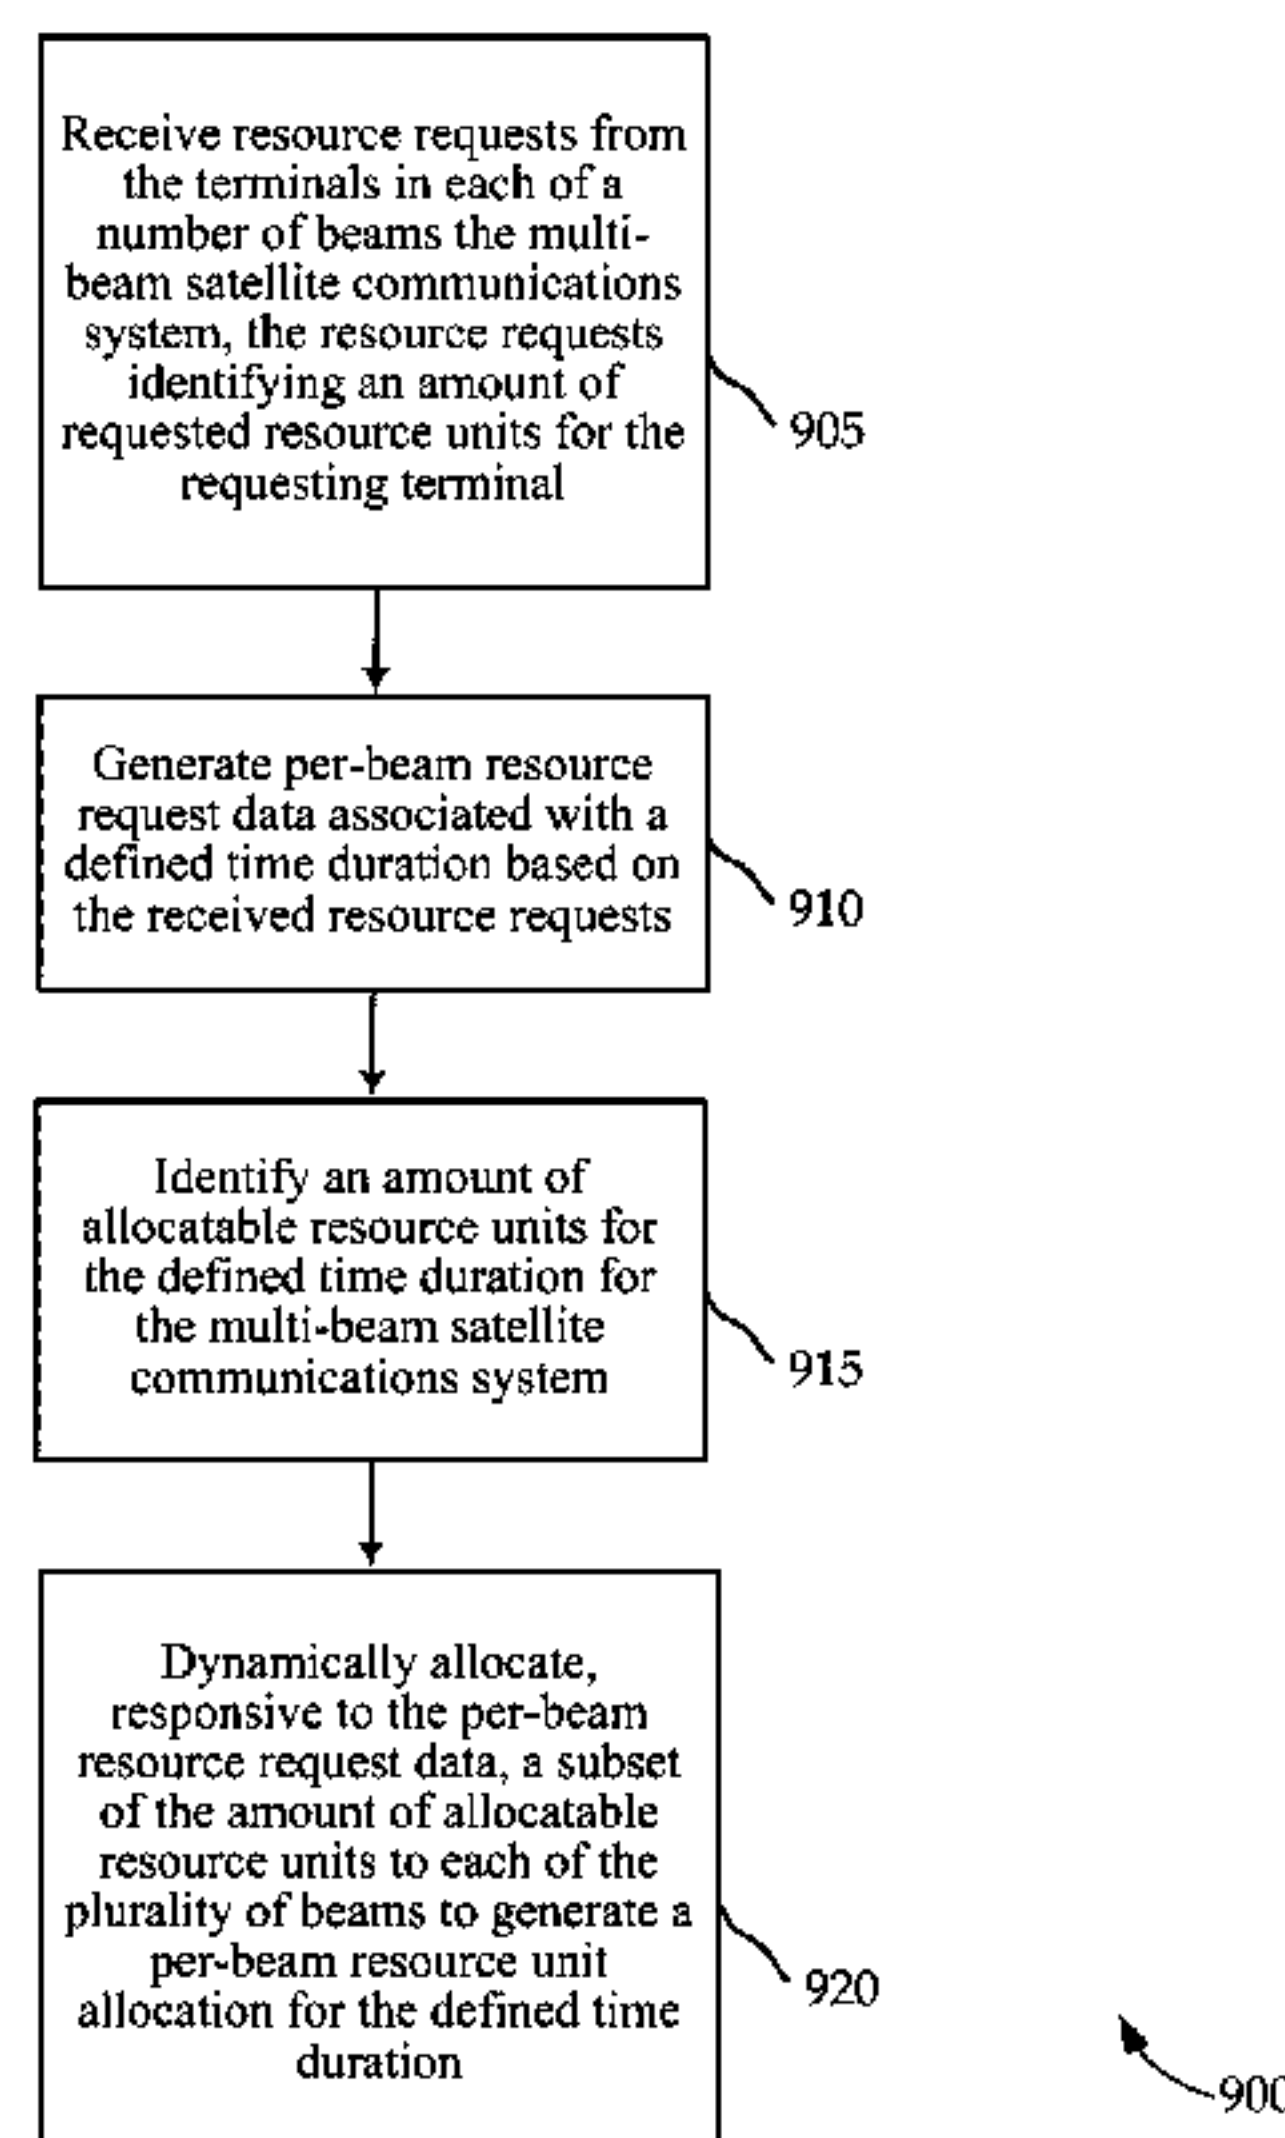 Receive resource requests from
the terminals in each of a
number of beams the multi-
beam satellite communications
system, the resource requests
identifying an amount of
requested resource units for the
requesting terminal
905
Generate per-beam resource
request data associated with a
defined time duration based on
the received resource requests
910
Identify an amount of
allocatable resource units for
the defined time duration for
the multi-beam satellite
communications system
915
Dynamically allocate,
responsive to the per-beam
resource request data, a subset
of the amount of allocatable
resource units to each of the
plurality of beams to generate a
per-beam resource unit
allocation for the defined time
duration
920
900